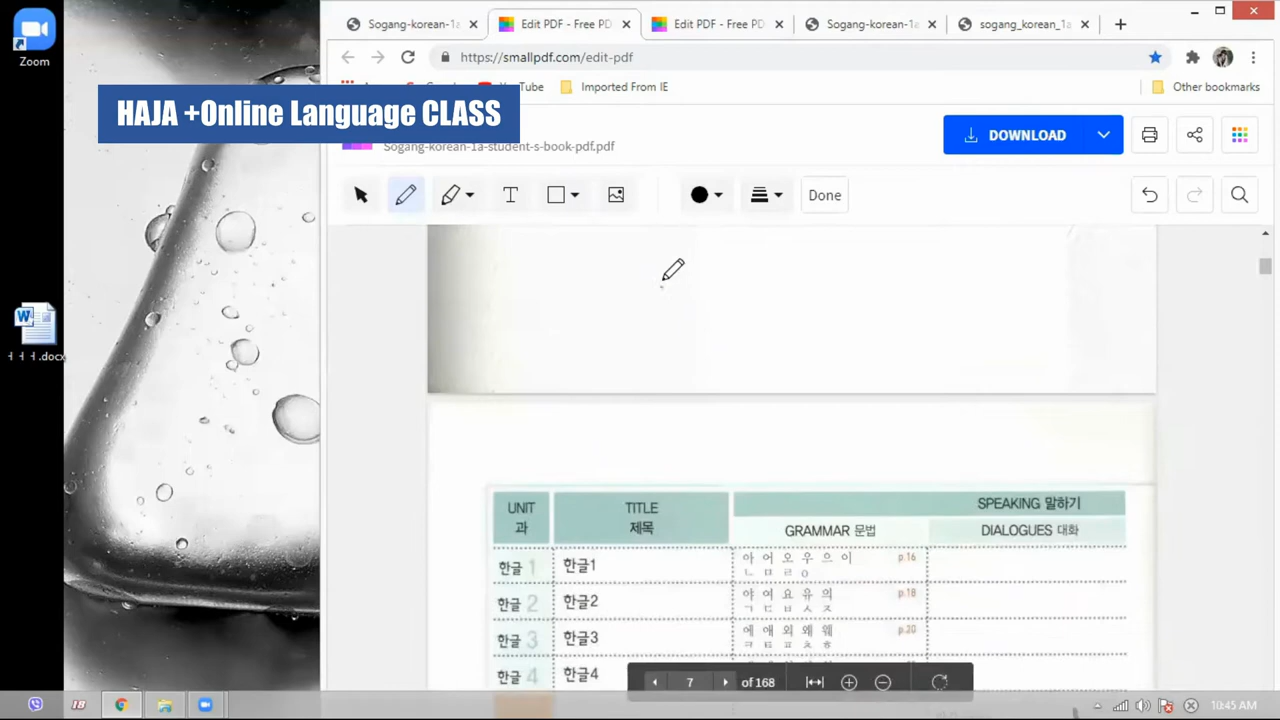 Zoom
ㅕㅕㅕ.docx
HAJA +Online Language CLASS
Sogang-korean-1a
Edit PDF - Free PD
Edit PDF - Free PD
Sogang-korean-1a
sogang_korean_1a
https://smallpdf.com/edit-pdf
Imported From IE
Other bookmarks
Sogang-korean-1a-student-s-book-pdf.pdf
DOWNLOAD
T
Done
UNIT
과
TITLE
제목
SPEAKING 말하기
GRAMMAR 문법
DIALOGUES 대화
한글 1
한글1
아 어 오 우 으 이
p.16
ㄴ ㅁ ㄹ ㅇ
한글 2
한글2
야 여 요 유 의
p.18
ㄱ ㄷ ㅂ ㅅ ㅈ
한글 3
한글3
에 애 외 왜 웨
p.20
ㅋ ㅌ ㅍ ㅊ ㅎ
한글 4
한글4
7 of 168
10:45 AM